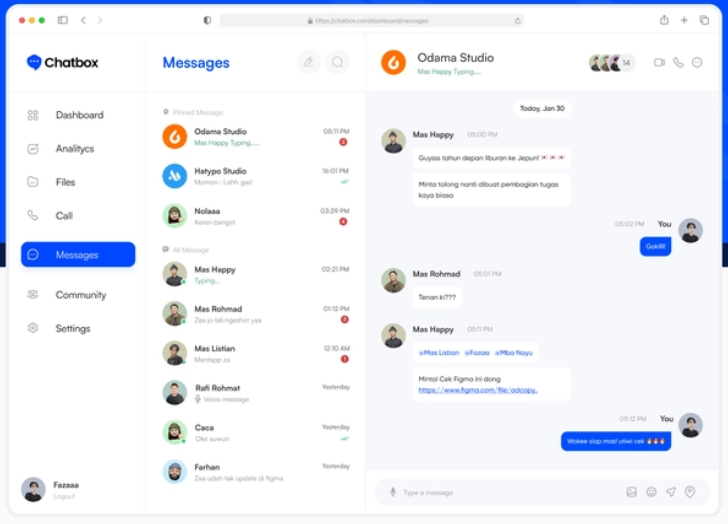 https://chatbox.com/dashboard/messages
Chatbox
Dashboard
Analitycs
Files
Call
Messages
Community
Settings
Fazaaa
Logout
Messages
Pinned Message
Odama Studio 05:11 PM
Mas Happy Typing.....
Hatypo Studio 16:01 PM
Momon : Lahh gas!
Nolaaa 03:29 PM
Keren banget
All Message
Mas Happy 02:21 PM
Typing...
Mas Rohmad 01:12 PM
Zaa jo lali ngeshot yaa
Mas Listian 12:10 AM
Mantapp za 1
Rafi Rohmat Yesterday
Voice message
Caca Yesterday
Oke suwun
Farhan Yesterday
Zaa udah tak update di figma
Odama Studio
Mas Happy Typing....
14
Today, Jan 30
Mas Happy 05:00 PM
Guysss tahun depan liburan ke Jepun!
Minta tolong nanti dibuat pembagian tugas
kaya biasa
05:02 PM You
Gokilll!
Mas Rohmad 05:01 PM
Tenan ki???
Mas Happy 05:11 PM
@Mas Listian @Fazaa @Mba Nayu
Mintol Cek Figma ini dong
https://www.figma.com/file/adcopy..
05:12 PM You
Wokee siap mas! utiwi cek 🔥🔥🔥
Type a message